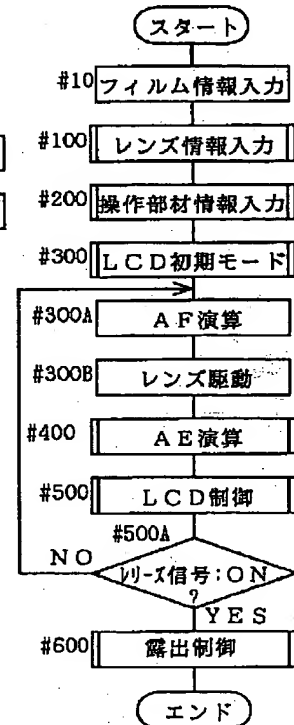 スタート
#10 フィルム情報入力
#100 レンズ情報入力
#200 操作部材情報入力
#300 LCD初期モード
#300A AF演算
#300B レンズ駆動
#400 AE演算
#500 LCD制御
#500A
NO
レリーズ信号:ON
?
YES
#600 露出制御
エンド